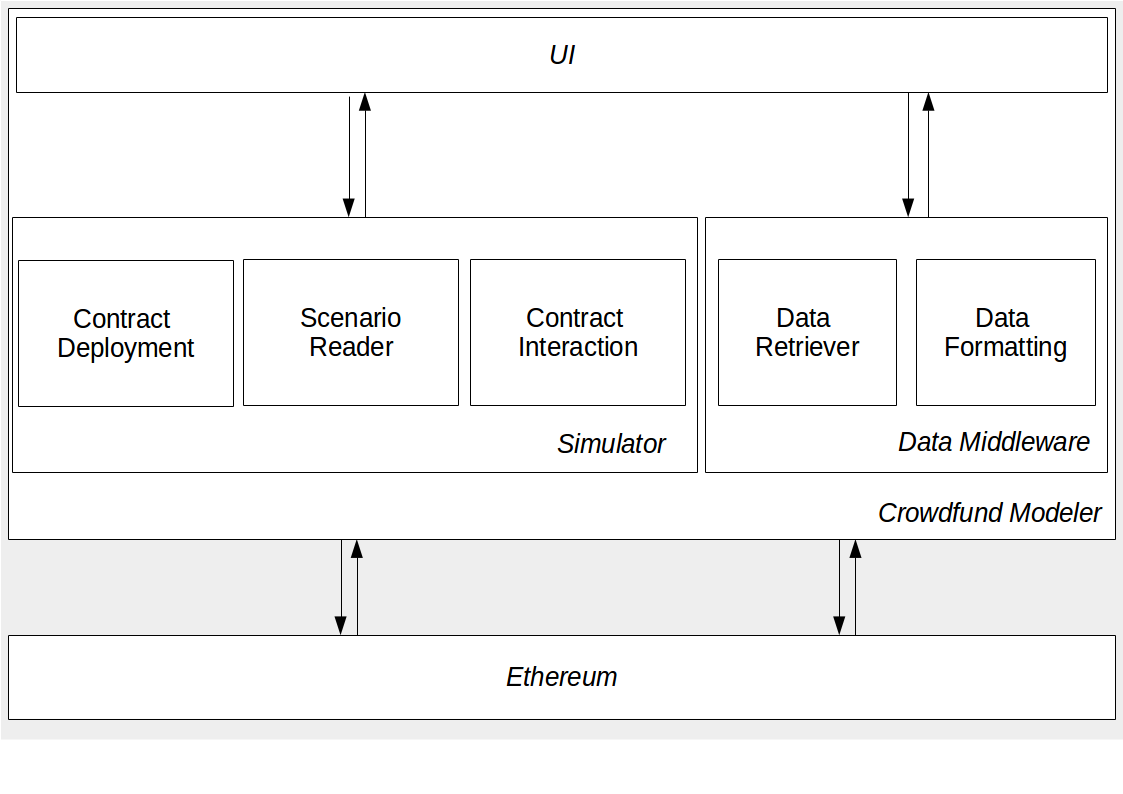 UI
Contract
Deployment
Scenario
Reader
Contract
Interaction
Data
Retriever
Data
Formatting
Simulator
Data Middleware
Crowdfund Modeler
Ethereum